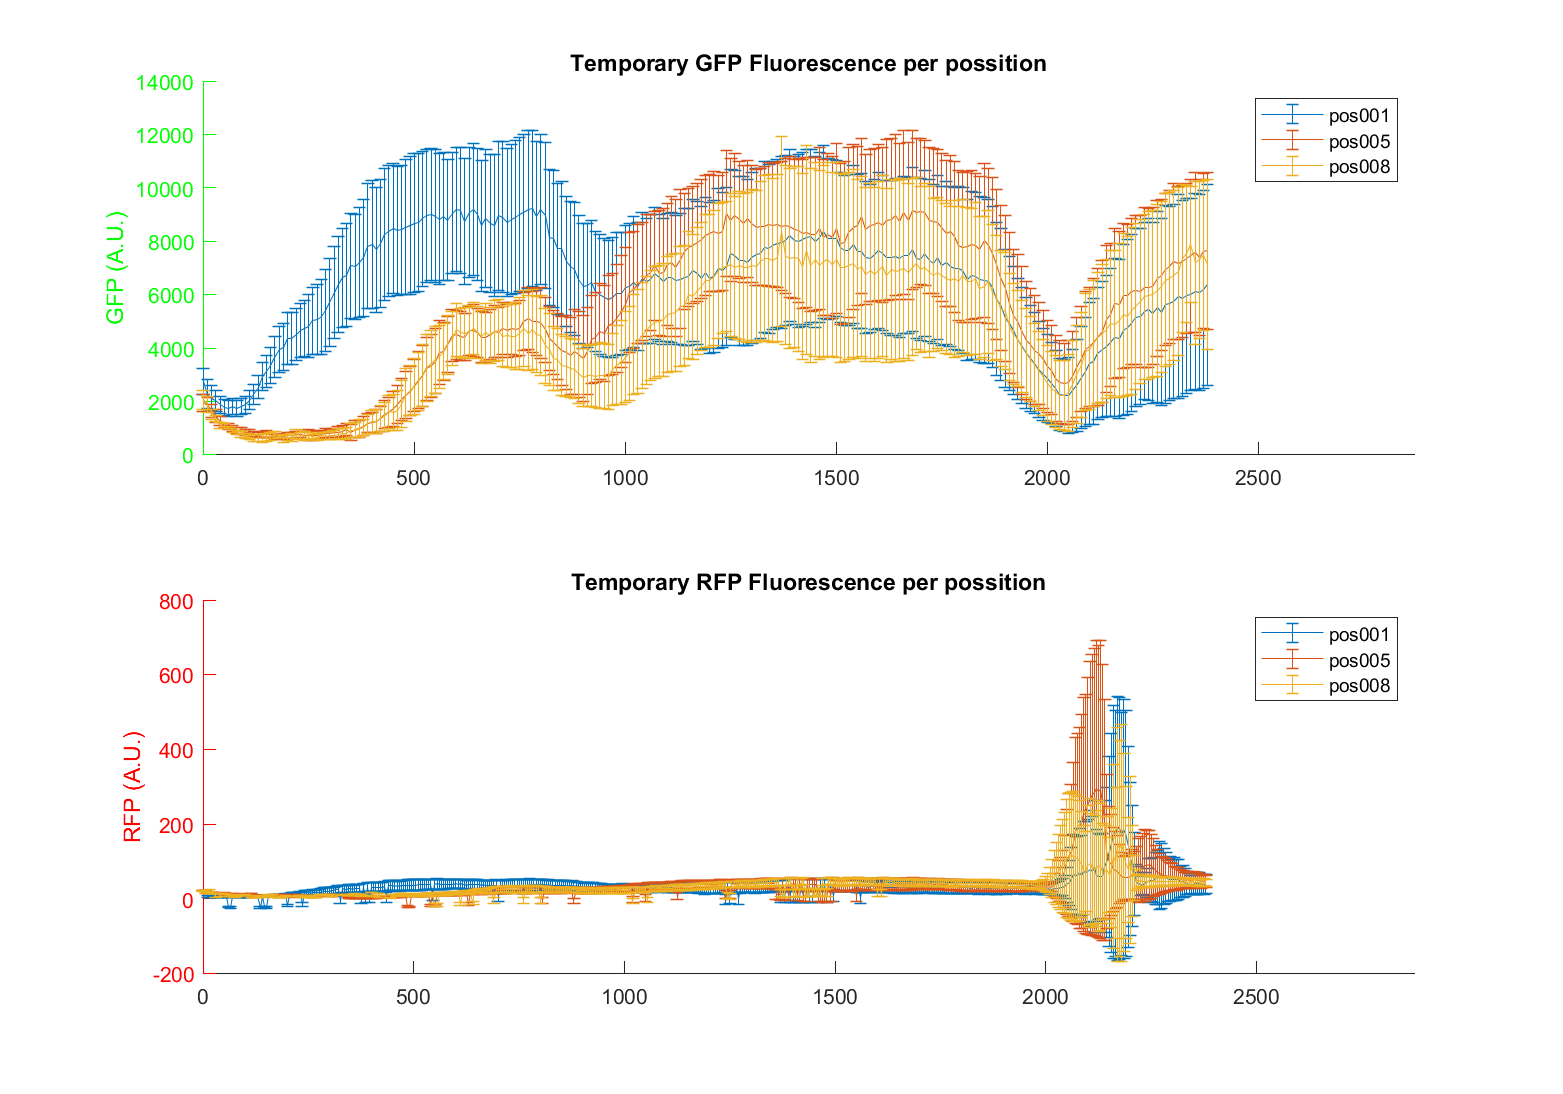 Temporary GFP Fluorescence per possition
GFP (A.U.)
14000
12000
10000
8000
6000
4000
2000
0
0 500 1000 1500 2000 2500
pos001
pos005
pos008
Temporary RFP Fluorescence per possition
RFP (A.U.)
800
600
400
200
0
-200
0 500 1000 1500 2000 2500
pos001
pos005
pos008